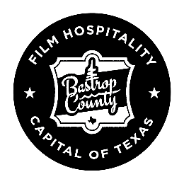 FILM HOSPITALITY
Bastrop
County
CAPITAL OF TEXAS